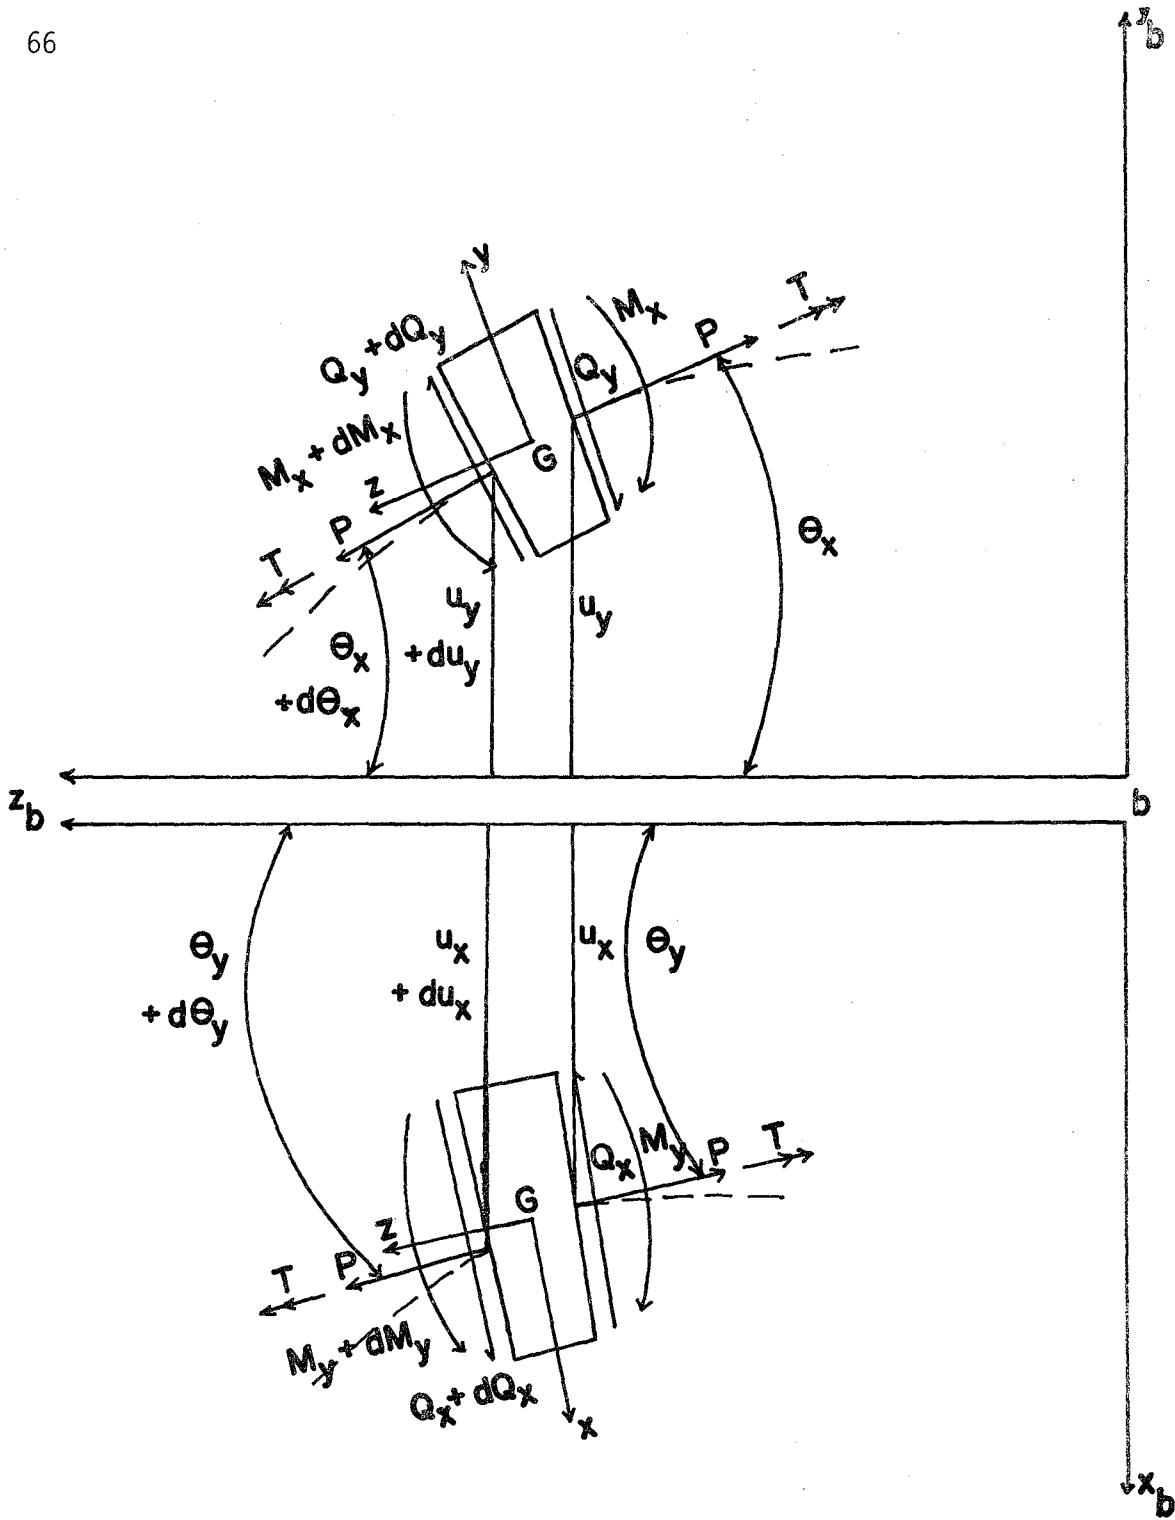 66
y_b
y
T
M_x
P
Q_y + dQ_y
Q_y
M_x + dM_x
G
z
P
T
θ_x
u_y
u_y
+ du_y
θ_x
+ dθ_x
z_b
b
θ_y
+ dθ_y
u_x
+ du_x
u_x
θ_y
Q_x
M_y
P
T
G
z
P
T
M_y + dM_y
Q_x + dQ_x
x
x_b